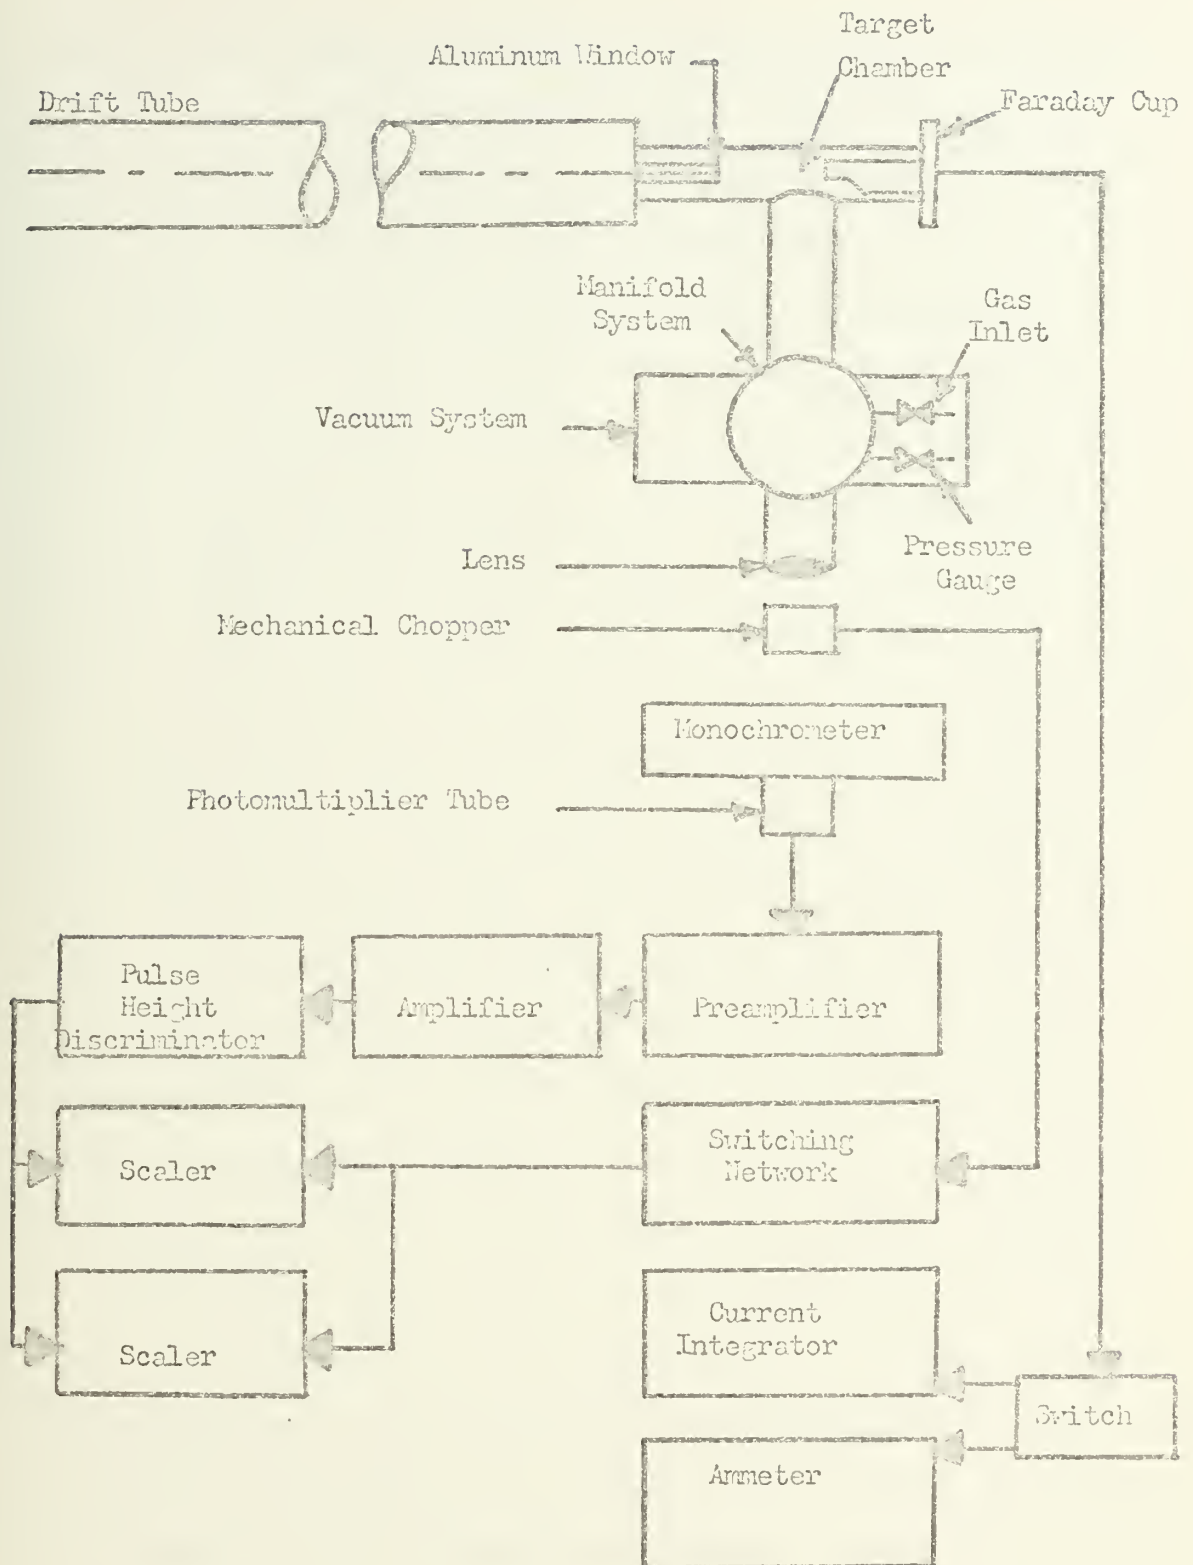 Target
Chamber
Aluminum Window
Drift Tube
Faraday Cup
Manifold
System
Gas
Inlet
Vacuum System
Lens
Pressure
Gauge
Mechanical Chopper
Monochrometer
Photomultiplier Tube
Pulse
Height
Discriminator
Amplifier
Preamplifier
Scaler
Switching
Network
Scaler
Current
Integrator
Switch
Ammeter